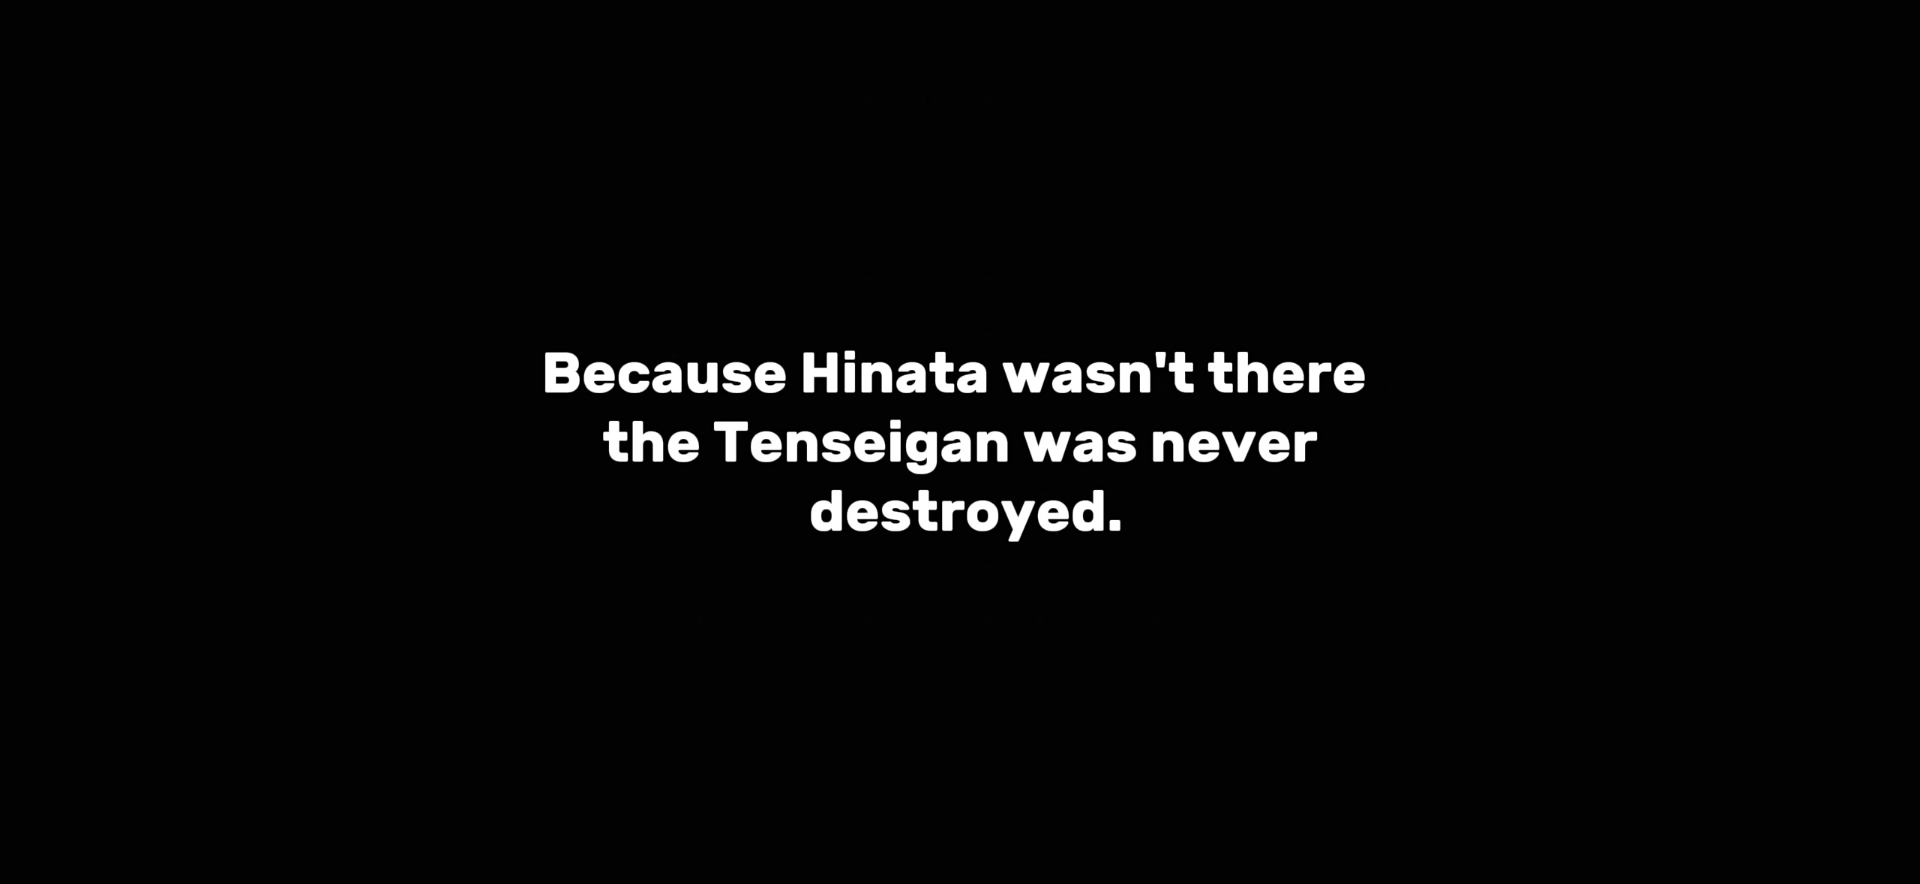 Because Hinata wasn't there
the Tenseigan was never
destroyed.